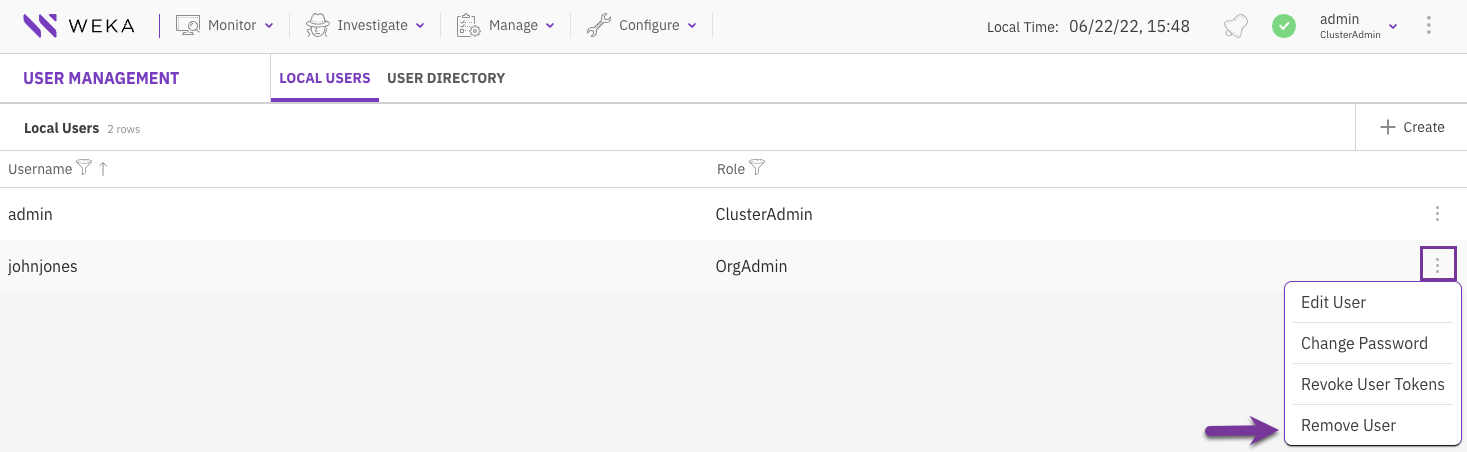 WEKA Monitor Investigate Manage Configure Local Time: 06/22/22, 15:48 admin
ClusterAdmin
USER MANAGEMENT LOCAL USERS USER DIRECTORY
Local Users 2 rows Create
Username Role
admin ClusterAdmin
johnjones OrgAdmin
Edit User
Change Password
Revoke User Tokens
Remove User